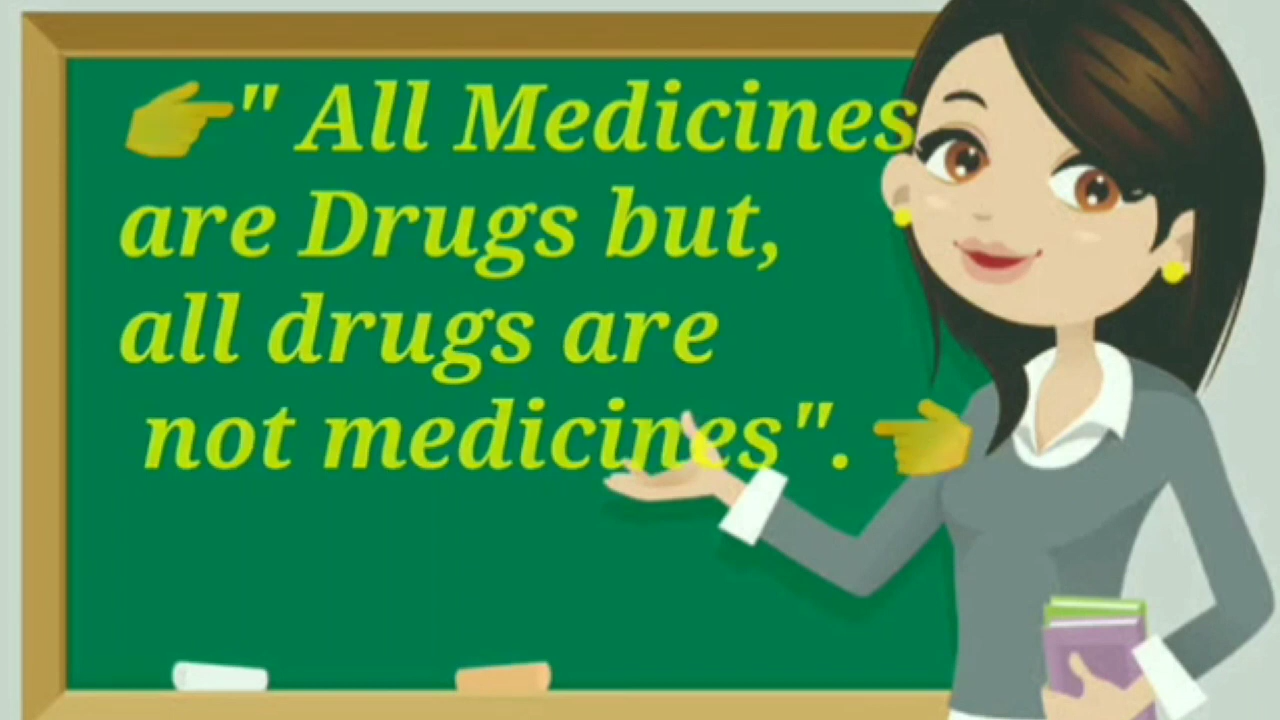 👉" All Medicines
are Drugs but,
all drugs are
not medicines". 👈